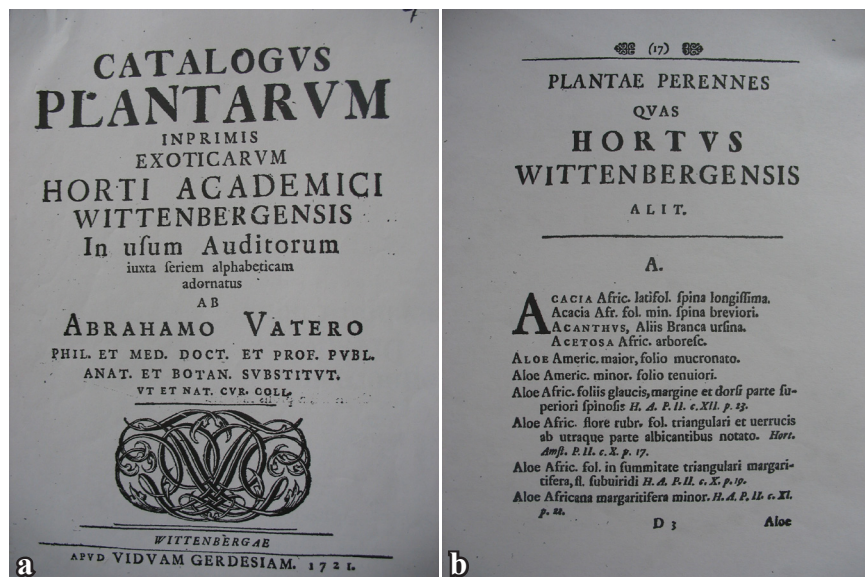 CATALOGVS
PLANTARVM
INPRIMIS
EXOTICARVM
HORTI ACADEMICI
WITTENBERGENSIS
In uſum Auditorum
iuxta ſeriem alphabeticam
adornatus
AB
ABRAHAMO VATERO
PHIL. ET MED. DOCT. ET PROF. PVBL.
ANAT. ET BOTAN. SVBSTITVT.
VT ET NAT. CVR. COLL.
WITTENBERGAE
APVD VIDVAM GERDESIAM. 1721.
a
(17)
PLANTAE PERENNES
QVAS
HORTVS
WITTENBERGENSIS
ALIT.
A.
ACACIA Afric. latifol. ſpina longiſſima.
Acacia Afr. fol. min. ſpina breviori.
ACANTHVS, Aliis Branca urſina.
ACETOSA Afric. arboreſc.
ALOE Americ. maior, folio mucronato.
Aloe Americ. minor. folio tenuiori.
Aloe Afric. foliis glaucis, margine et dorſi parte ſu-
periori ſpinoſis H. A. P. II. c. XII. p. 23.
Aloe Afric. flore rubr. fol. triangulari et uerrucis
ab utraque parte albicantibus notato. Hort.
Amſt. P. II. c. X. p. 17.
Aloe Afric. fol. in ſummitate triangulari margari-
tifera, fl. ſubuiridi H. A. P. II. c. X. p. 19.
Aloe Africana margaritifera minor. H. A. P. II. c. XI.
p. 21.
D 3 Aloe
b